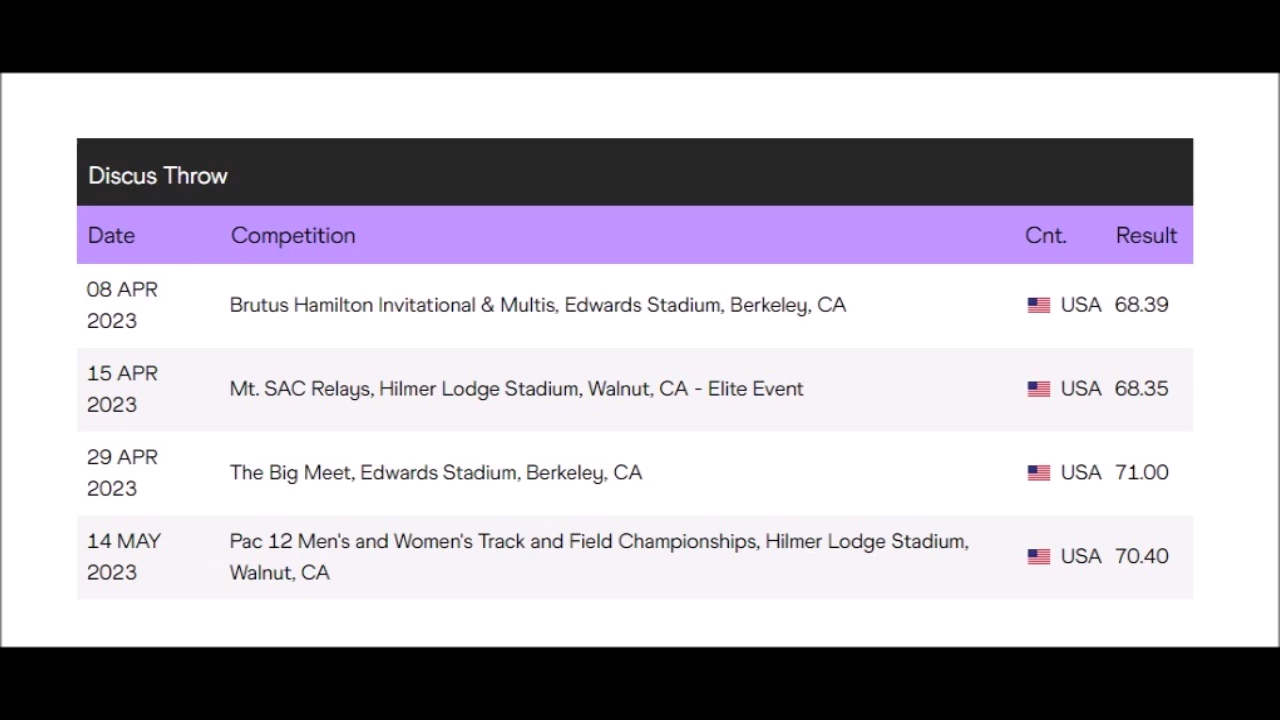 Discus Throw
Date Competition Cnt. Result
08 APR
2023
Brutus Hamilton Invitational & Multis, Edwards Stadium, Berkeley, CA USA 68.39
15 APR
2023
Mt. SAC Relays, Hilmer Lodge Stadium, Walnut, CA - Elite Event USA 68.35
29 APR
2023
The Big Meet, Edwards Stadium, Berkeley, CA USA 71.00
14 MAY
2023
Pac 12 Men's and Women's Track and Field Championships, Hilmer Lodge Stadium,
Walnut, CA
USA 70.40